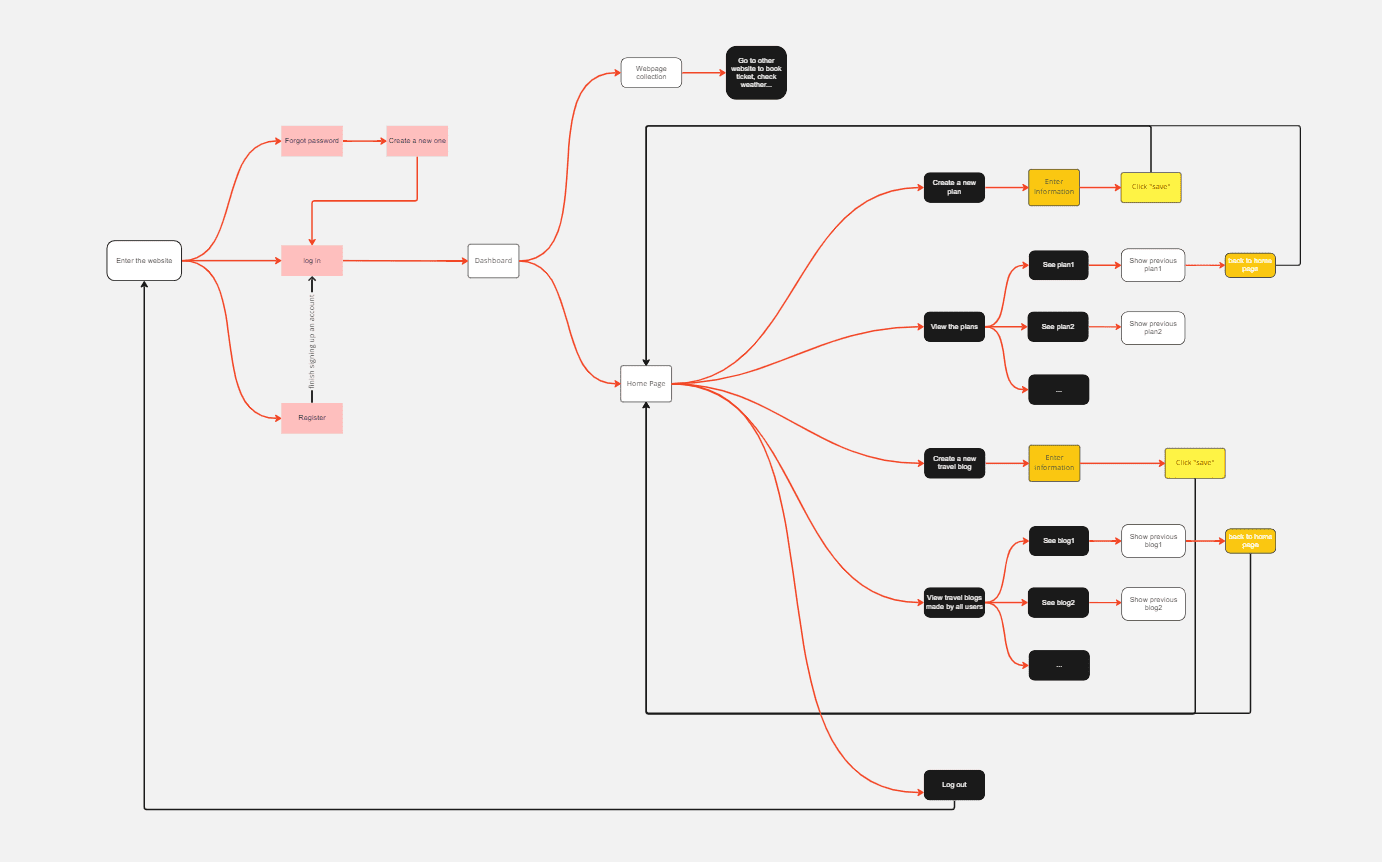 Webpage
collection
Go to other
website to book
ticket, check
weather...
Forgot password
Create a new one
Create a new
plan
Enter
information
Click "save"
Enter the website
log in
Dashboard
See plan1
Show previous
plan1
back to home
page
finish signing up an account
View the plans
See plan2
Show previous
plan2
Home Page
...
Ragister
Create a new
travel blog
Enter
information
Click "save"
See blog1
Show previous
blog1
back to home
page
View travel blogs
made by all users
See blog2
Show previous
blog2
...
Log out